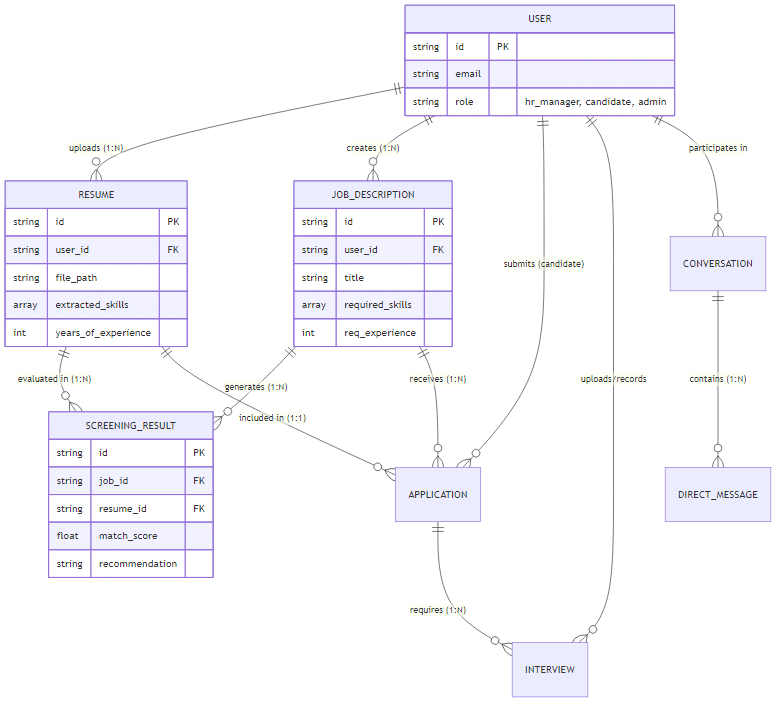 USER
string id PK
string email
string role hr_manager, candidate, admin
uploads (1:N)
creates (1:N)
participates in
RESUME
string id PK
string user_id FK
string file_path
array extracted_skills
int years_of_experience
JOB_DESCRIPTION
string id PK
string user_id FK
string title
array required_skills
int req_experience
CONVERSATION
submits (candidate)
evaluated in (1:N)
generates (1:N)
receives (1:N)
uploads/records
contains (1:N)
included in (1:1)
SCREENING_RESULT
string id PK
string job_id FK
string resume_id FK
float match_score
string recommendation
APPLICATION
DIRECT_MESSAGE
requires (1:N)
INTERVIEW